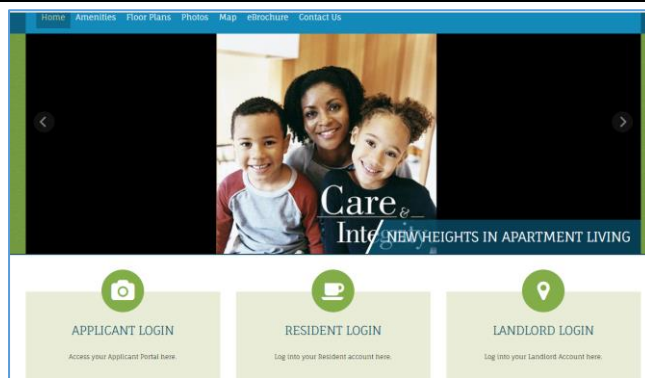 Home Amenities Floor Plans Photos Map eBrochure Contact Us
Care &
Integrity
NEW HEIGHTS IN APARTMENT LIVING
APPLICANT LOGIN RESIDENT LOGIN LANDLORD LOGIN
Access your Applicant Portal here. Log into your Resident account here. Log into your Landlord Account here.